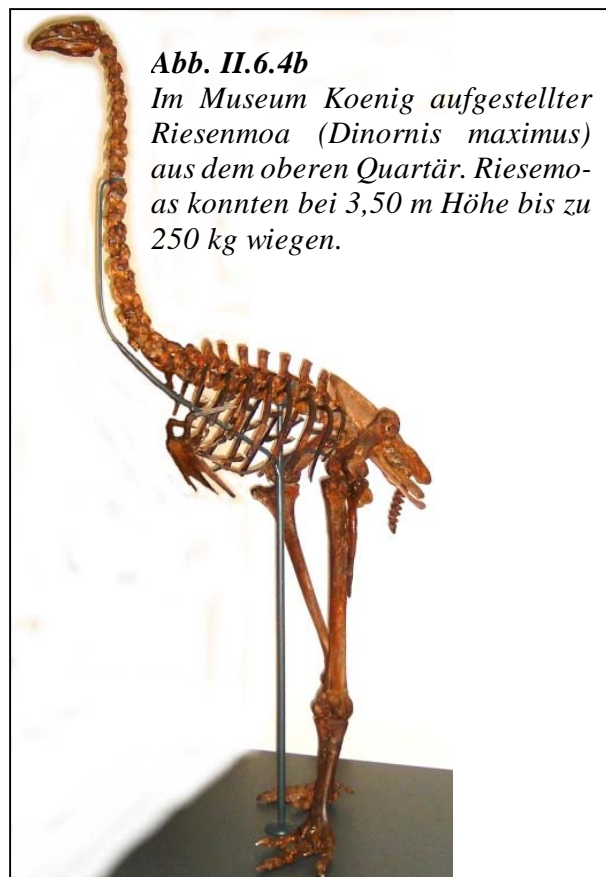 Abb. II.6.4b
Im Museum Koenig aufgestellter
Riesenmoa (Dinornis maximus)
aus dem oberen Quartär. Riesemo-
as konnten bei 3,50 m Höhe bis zu
250 kg wiegen.